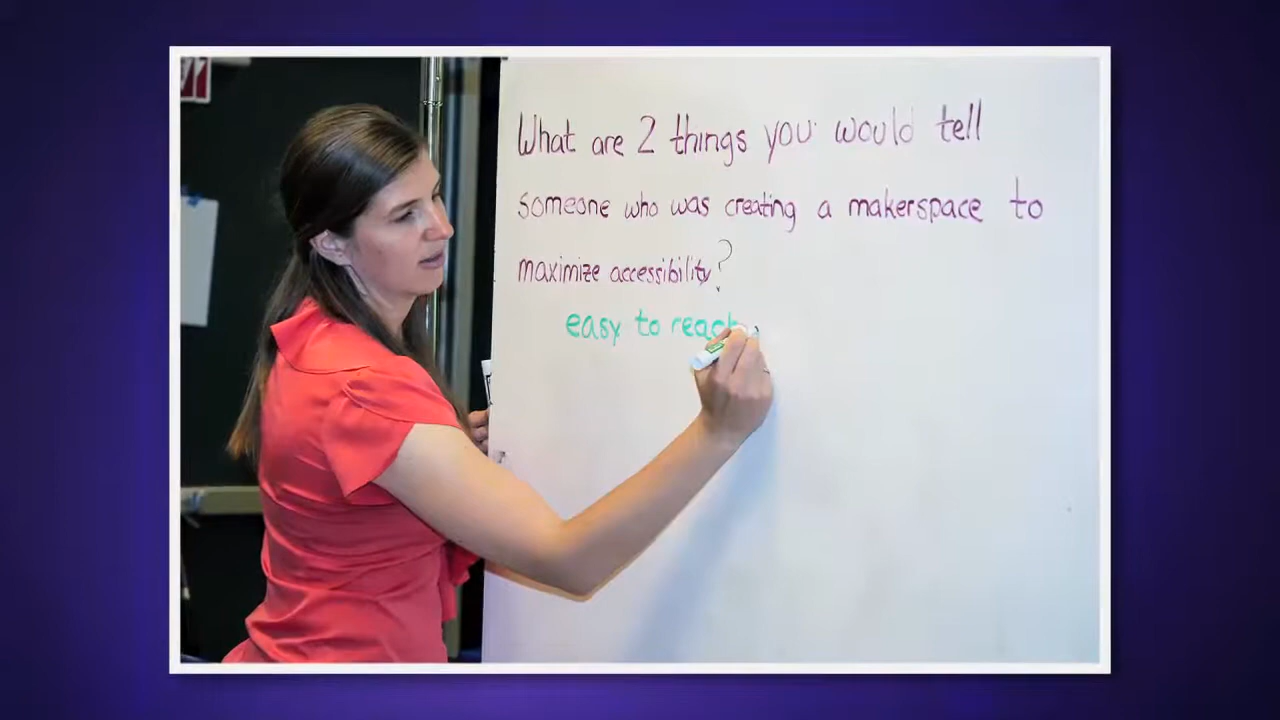 What are 2 things you would tell
someone who was creating a makerspace to
maximize accessibility?
easy to reach